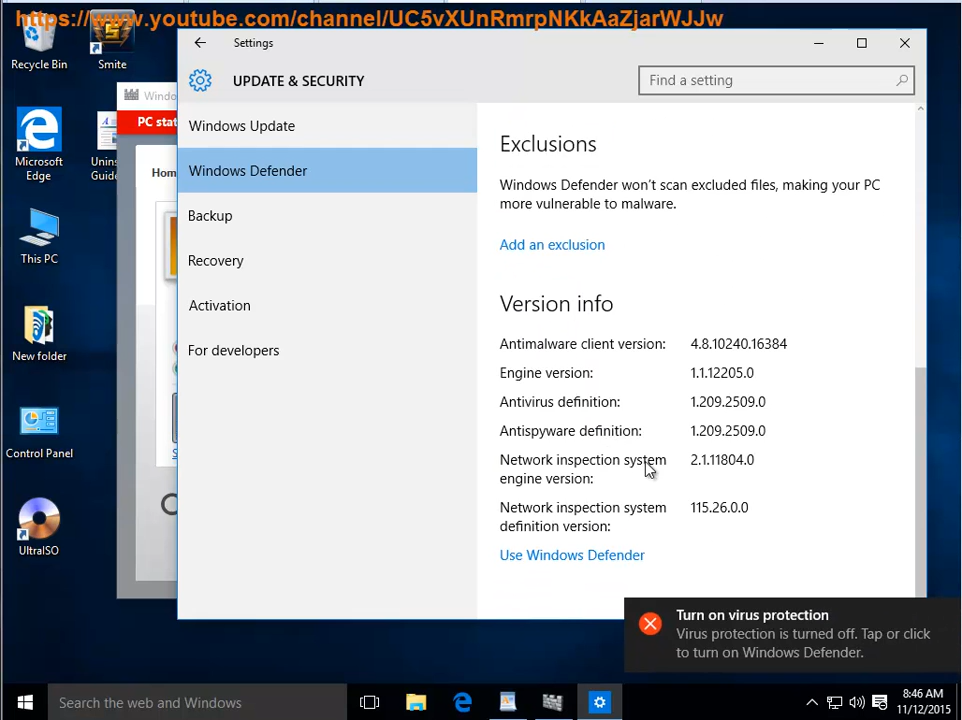 https://www.youtube.com/channel/UC5vXUnRmrpNKkAaZjarWJJw
Recycle Bin
Smite
Microsoft
Edge
Unins
Guide
This PC
New folder
Control Panel
UltraISO
Windo
PC stat
Hom
S
Settings
UPDATE & SECURITY
Find a setting
Windows Update
Windows Defender
Backup
Recovery
Activation
For developers
Exclusions
Windows Defender won't scan excluded files, making your PC
more vulnerable to malware.
Add an exclusion
Version info
Antimalware client version: 4.8.10240.16384
Engine version: 1.1.12205.0
Antivirus definition: 1.209.2509.0
Antispyware definition: 1.209.2509.0
Network inspection system 2.1.11804.0
engine version:
Network inspection system 115.26.0.0
definition version:
Use Windows Defender
Turn on virus protection
Virus protection is turned off. Tap or click
to turn on Windows Defender.
Search the web and Windows
8:46 AM
11/12/2015